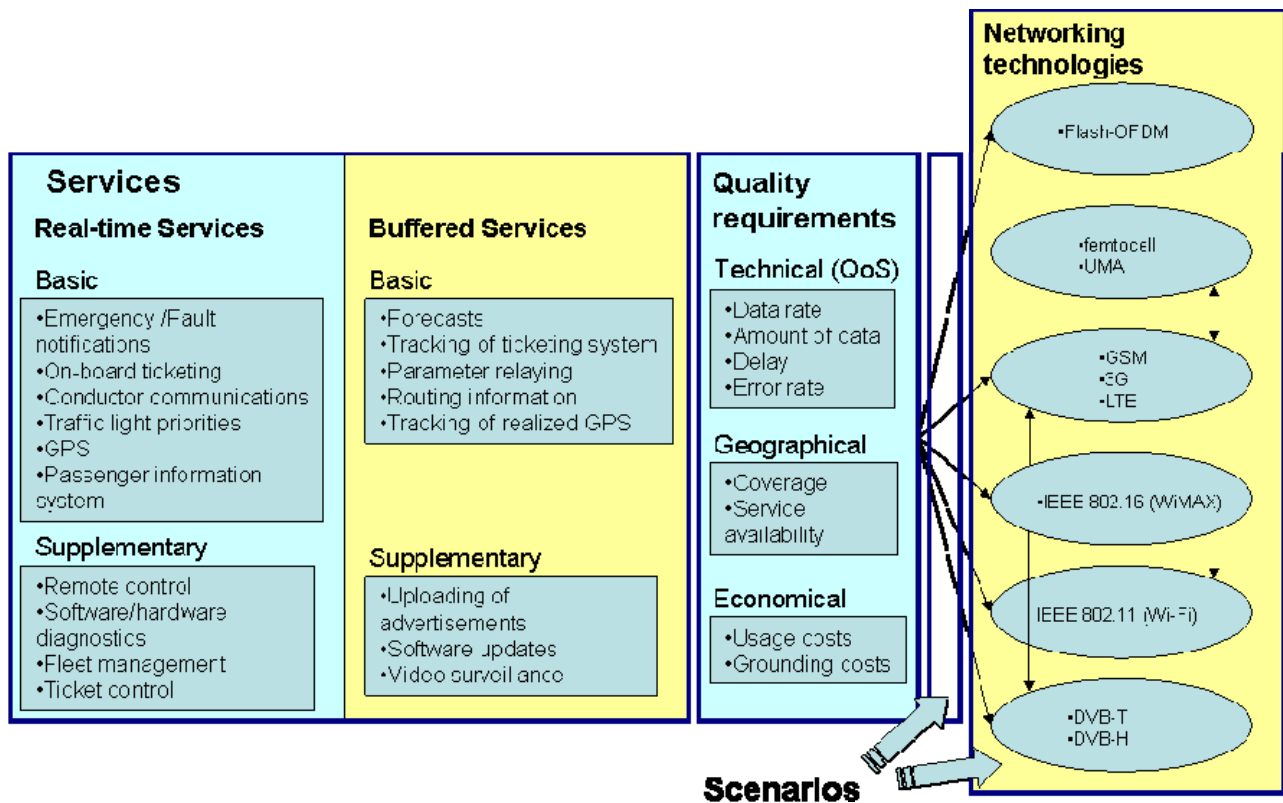 Services
Real-time Services
Basic
•Emergency /Fault
notifications
•On-board ticketing
•Conductor communications
•Traffic light priorities
•GPS
•Passenger information
system
Supplementary
•Remote control
•Software/hardware
diagnostics
•Fleet management
•Ticket control
Buffered Services
Basic
•Forecasts
•Tracking of ticketing system
•Parameter relaying
•Routing information
•Tracking of realized GPS
Supplementary
•Uploading of
advertisements
•Software updates
•Video surveillance
Quality
requirements
Technical (QoS)
•Data rate
•Amount of data
•Delay
•Error rate
Geographical
•Coverage
•Service
availability
Economical
•Usage costs
•Grounding costs
Scenarios
Networking
technologies
•Flash-OFDM
•femtocell
•UMA
•GSM
•3G
•LTE
•IEEE 802.16 (WiMAX)
IEEE 802.11 (Wi-Fi)
•DVB-T
•DVB-H